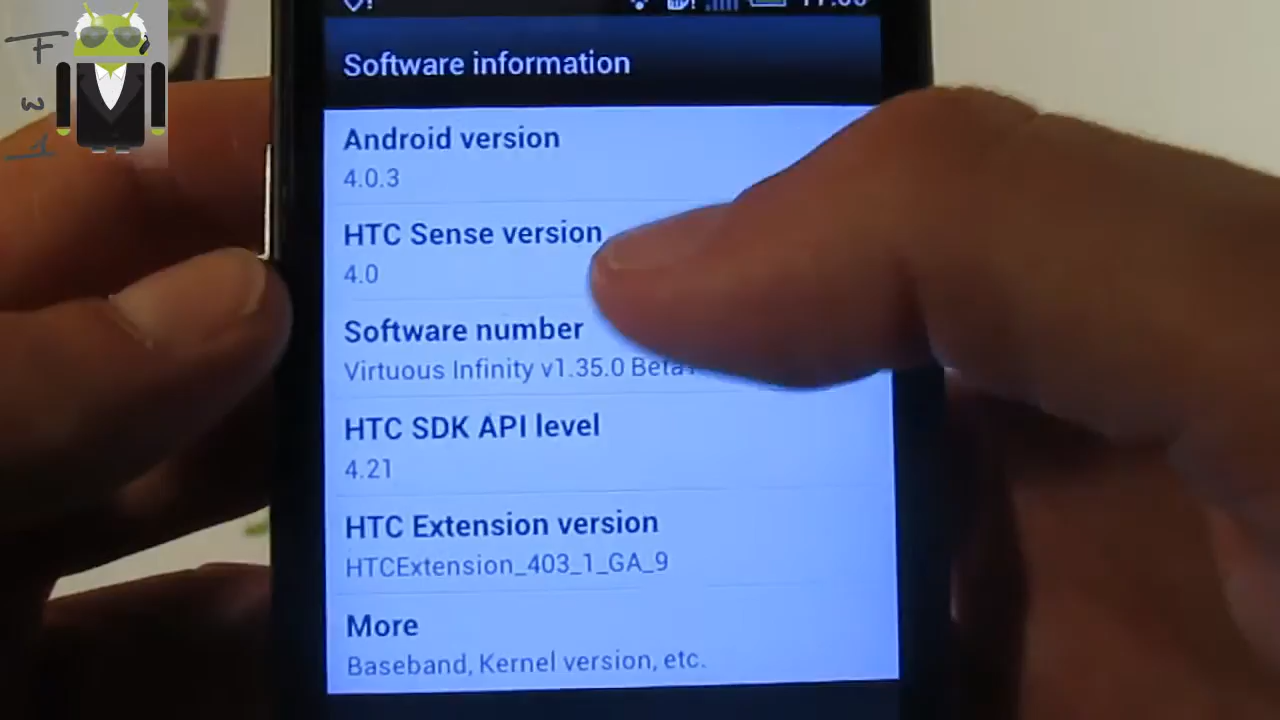 Software information
Android version
4.0.3
HTC Sense version
4.0
Software number
Virtuous Infinity v1.35.0 Beta
HTC SDK API level
4.21
HTC Extension version
HTCExtension_403_1_GA_9
More
Baseband, Kernel version, etc.